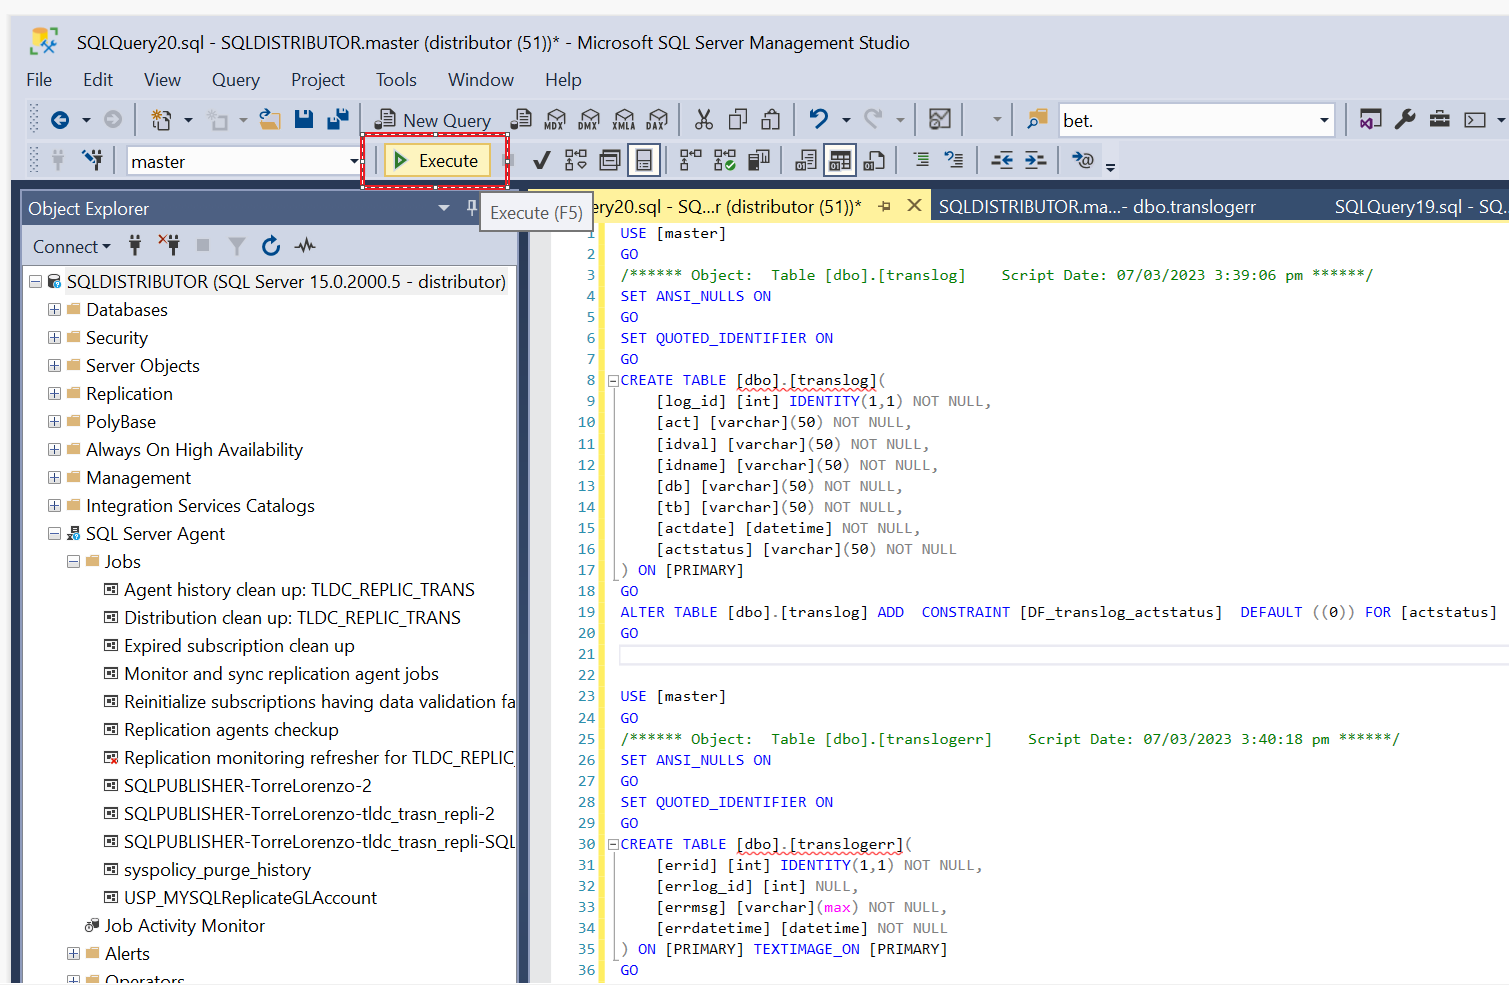 SQLQuery20.sql - SQLDISTRIBUTOR.master (distributor (51))* - Microsoft SQL Server Management Studio
File Edit View Query Project Tools Window Help
New Query MDX DMX XMLA DAX bet.
master Execute
Execute (F5)
Object Explorer
Connect
SQLDISTRIBUTOR (SQL Server 15.0.2000.5 - distributor)
Databases
Security
Server Objects
Replication
PolyBase
Always On High Availability
Management
Integration Services Catalogs
SQL Server Agent
Jobs
Agent history clean up: TLDC_REPLIC_TRANS
Distribution clean up: TLDC_REPLIC_TRANS
Expired subscription clean up
Monitor and sync replication agent jobs
Reinitialize subscriptions having data validation fa
Replication agents checkup
Replication monitoring refresher for TLDC_REPLIC_
SQLPUBLISHER-TorreLorenzo-2
SQLPUBLISHER-TorreLorenzo-tldc_trasn_repli-2
SQLPUBLISHER-TorreLorenzo-tldc_trasn_repli-SQL
syspolicy_purge_history
USP_MYSQLReplicateGLAccount
Job Activity Monitor
Alerts
Operators
ery20.sql - SQ...r (distributor (51))* SQLDISTRIBUTOR.ma...- dbo.translogerr SQLQuery19.sql - SQ..
1 USE [master]
2 GO
3 /****** Object:  Table [dbo].[translog]    Script Date: 07/03/2023 3:39:06 pm ******/
4 SET ANSI_NULLS ON
5 GO
6 SET QUOTED_IDENTIFIER ON
7 GO
8 CREATE TABLE [dbo].[translog](
9 [log_id] [int] IDENTITY(1,1) NOT NULL,
10 [act] [varchar](50) NOT NULL,
11 [idval] [varchar](50) NOT NULL,
12 [idname] [varchar](50) NOT NULL,
13 [db] [varchar](50) NOT NULL,
14 [tb] [varchar](50) NOT NULL,
15 [actdate] [datetime] NOT NULL,
16 [actstatus] [varchar](50) NOT NULL
17 ) ON [PRIMARY]
18 GO
19 ALTER TABLE [dbo].[translog] ADD  CONSTRAINT [DF_translog_actstatus]  DEFAULT ((0)) FOR [actstatus]
20 GO
21
22
23 USE [master]
24 GO
25 /****** Object:  Table [dbo].[translogerr]    Script Date: 07/03/2023 3:40:18 pm ******/
26 SET ANSI_NULLS ON
27 GO
28 SET QUOTED_IDENTIFIER ON
29 GO
30 CREATE TABLE [dbo].[translogerr](
31 [errid] [int] IDENTITY(1,1) NOT NULL,
32 [errlog_id] [int] NULL,
33 [errmsg] [varchar](max) NOT NULL,
34 [errdatetime] [datetime] NOT NULL
35 ) ON [PRIMARY] TEXTIMAGE_ON [PRIMARY]
36 GO